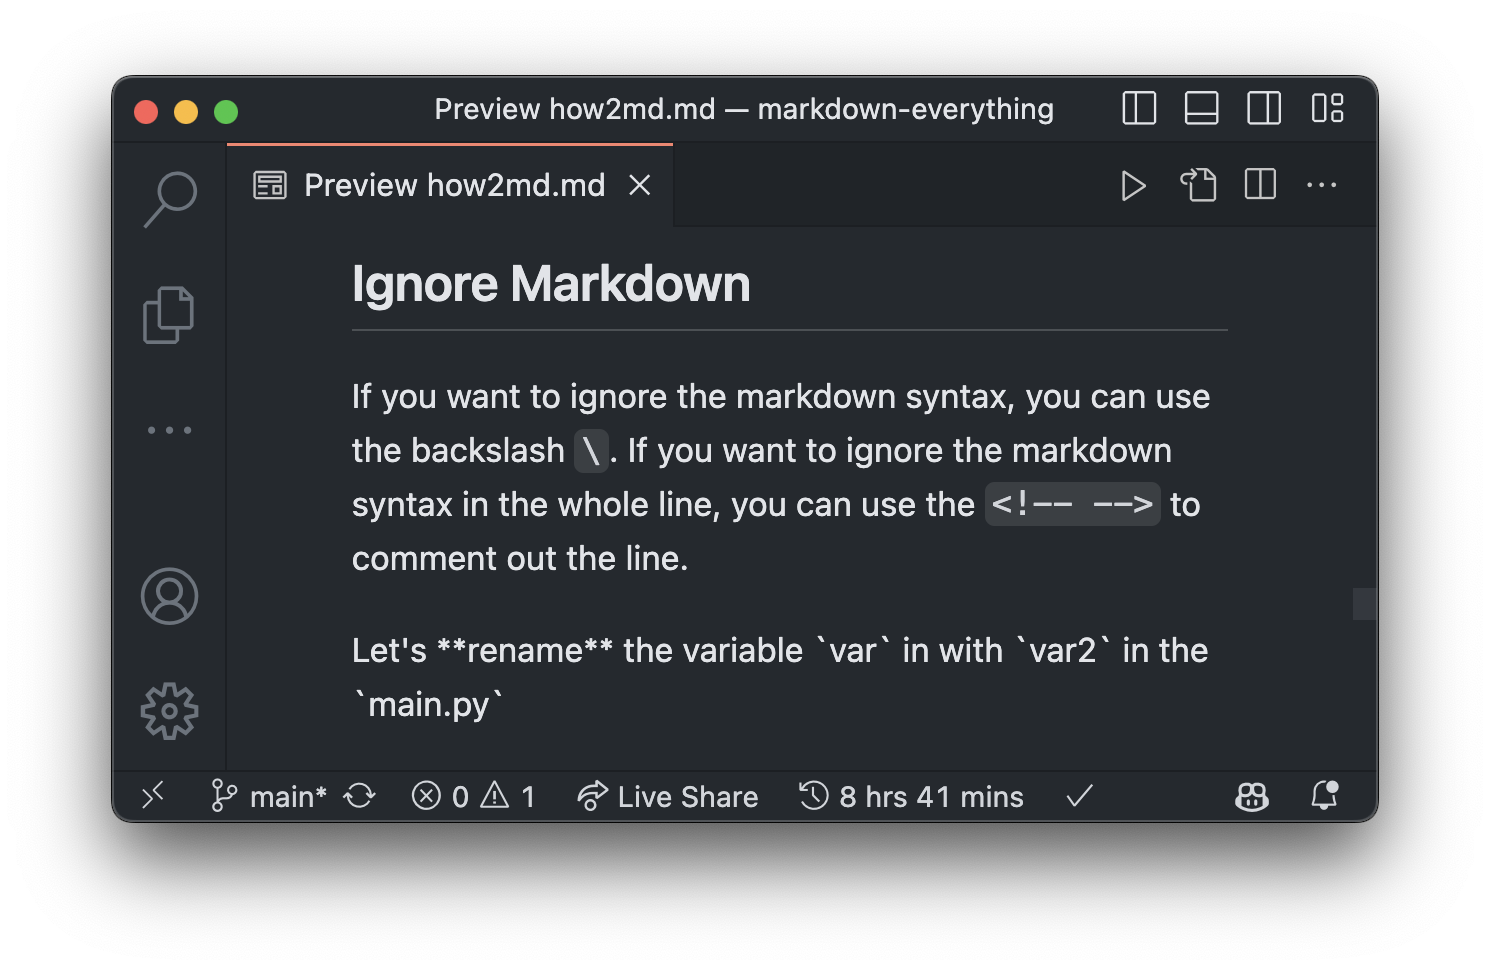 Preview how2md.md — markdown-everything
Preview how2md.md
Ignore Markdown
If you want to ignore the markdown syntax, you can use
the backslash \. If you want to ignore the markdown
syntax in the whole line, you can use the <!-- --> to
comment out the line.
Let's **rename** the variable `var` in with `var2` in the
`main.py`
main* 0 1 Live Share 8 hrs 41 mins